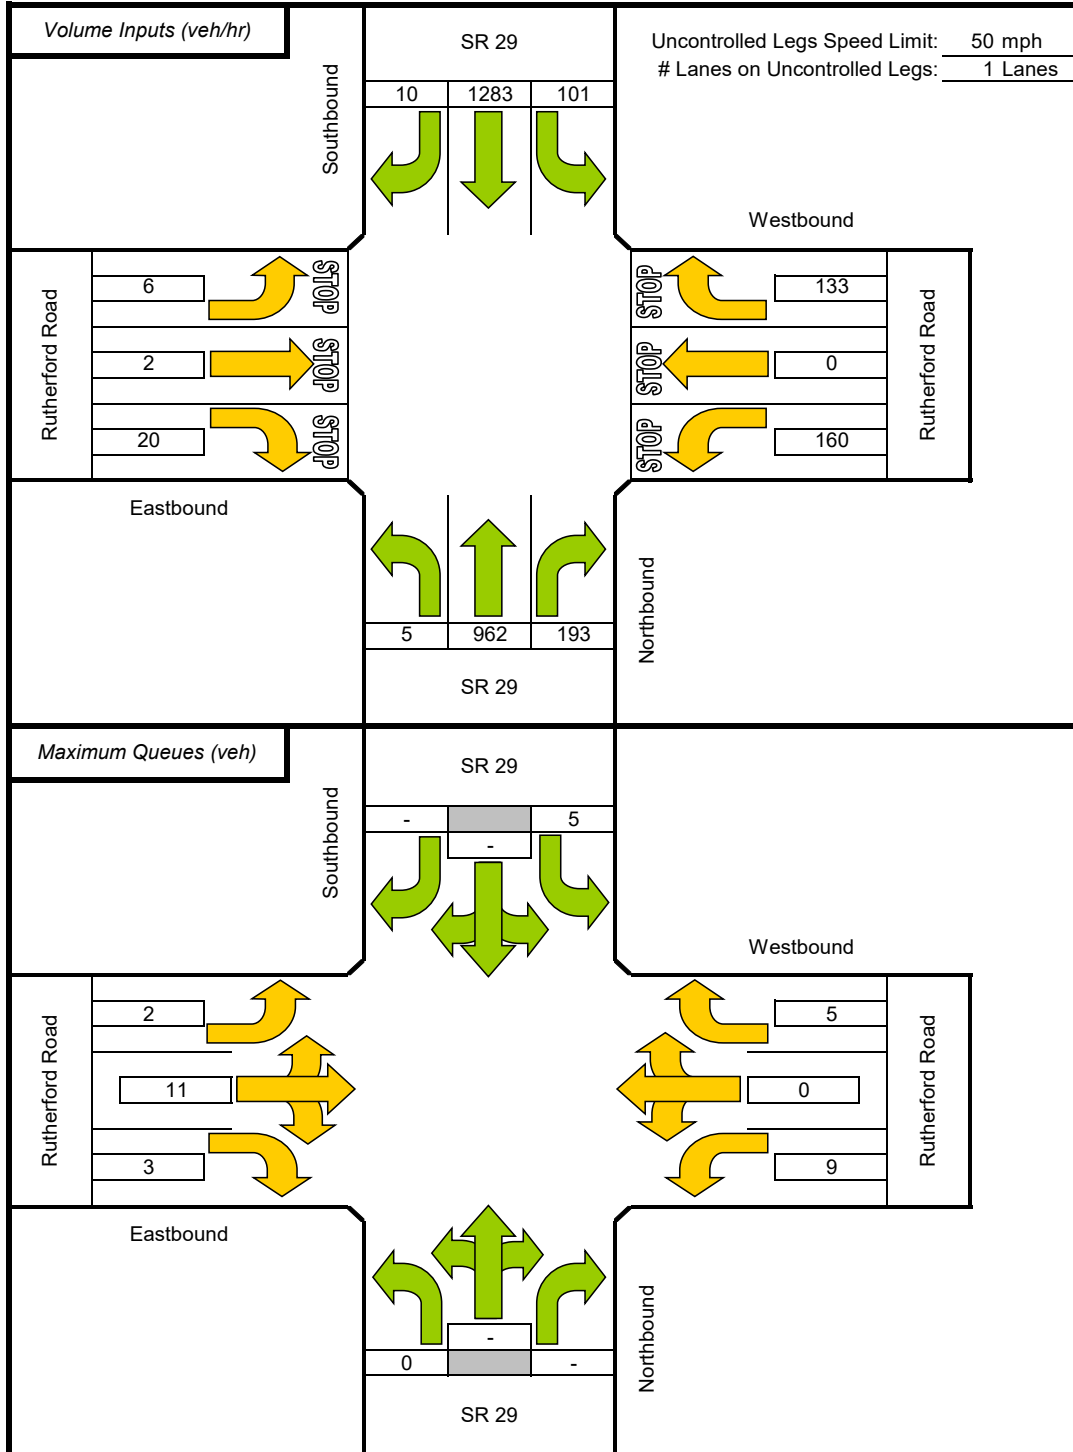 Volume Inputs (veh/hr)
SR 29
Uncontrolled Legs Speed Limit: 50 mph
# Lanes on Uncontrolled Legs: 1 Lanes
Southbound
10 1283 101
Westbound
Rutherford Road
6 STOP
2 STOP
20 STOP
STOP 133
STOP 0
STOP 160
Rutherford Road
Eastbound
Northbound
5 962 193
SR 29
Maximum Queues (veh)
SR 29
Southbound
- 5
-
Westbound
Rutherford Road
2
11
3
5
0
9
Rutherford Road
Eastbound
Northbound
-
0 -
SR 29